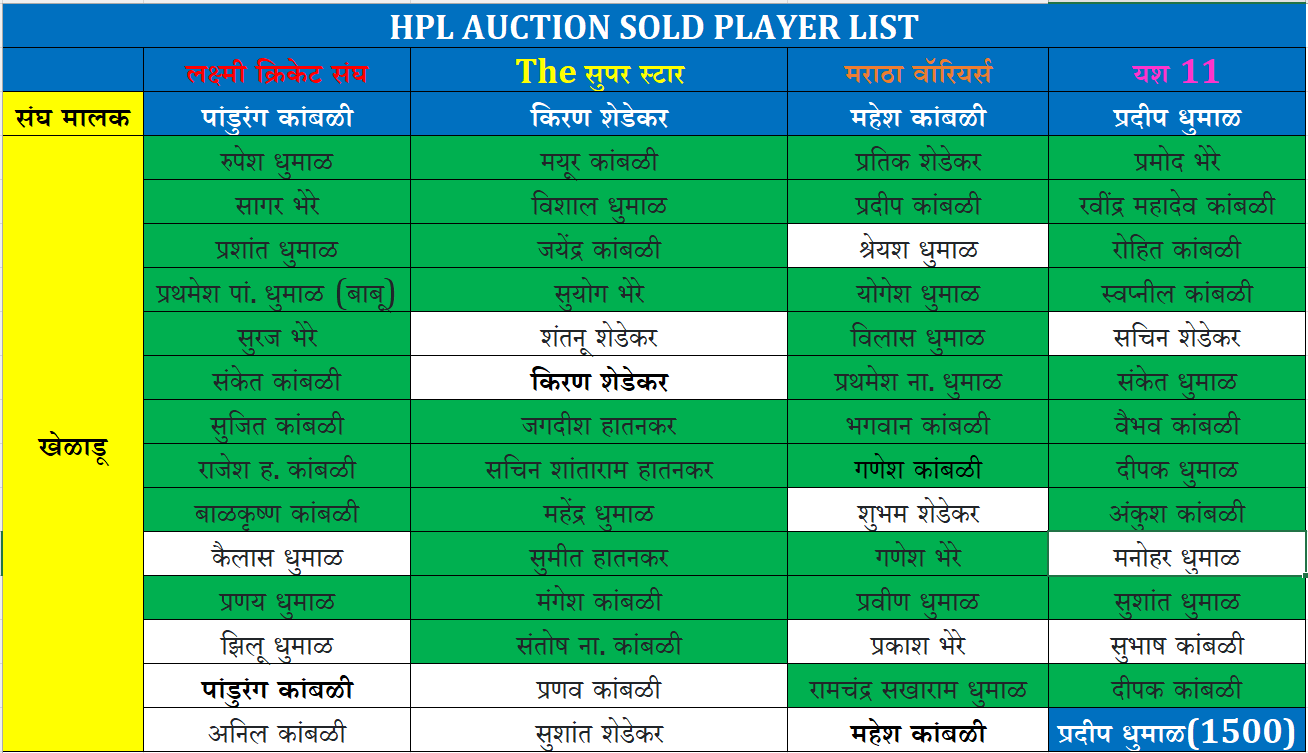 HPL AUCTION SOLD PLAYER LIST
लक्ष्मी क्रिकेट संघ The सुपर स्टार मराठा वॉरियर्स यश 11
संघ मालक पांडुरंग कांबळी किरण शेडेकर महेश कांबळी प्रदीप धुमाळ
रुपेश धुमाळ मयूर कांबळी प्रतिक शेडेकर प्रमोद भेरे
सागर भेरे विशाल धुमाळ प्रदीप कांबळी रवींद्र महादेव कांबळी
प्रशांत धुमाळ जयेंद्र कांबळी श्रेयश धुमाळ रोहित कांबळी
प्रथमेश पां. धुमाळ (बाबू) सुयोग भेरे योगेश धुमाळ स्वप्नील कांबळी
सुरज भेरे शंतनू शेडेकर विलास धुमाळ सचिन शेडेकर
संकेत कांबळी किरण शेडेकर प्रथमेश ना. धुमाळ संकेत धुमाळ
खेळाडू सुजित कांबळी जगदीश हातनकर भगवान कांबळी वैभव कांबळी
राजेश ह. कांबळी सचिन शांताराम हातनकर गणेश कांबळी दीपक धुमाळ
बाळकृष्ण कांबळी महेंद्र धुमाळ शुभम शेडेकर अंकुश कांबळी
कैलास धुमाळ सुमीत हातनकर गणेश भेरे मनोहर धुमाळ
प्रणय धुमाळ मंगेश कांबळी प्रवीण धुमाळ सुशांत धुमाळ
झिलू धुमाळ संतोष ना. कांबळी प्रकाश भेरे सुभाष कांबळी
पांडुरंग कांबळी प्रणव कांबळी रामचंद्र सखाराम धुमाळ दीपक कांबळी
अनिल कांबळी सुशांत शेडेकर महेश कांबळी प्रदीप धुमाळ(1500)